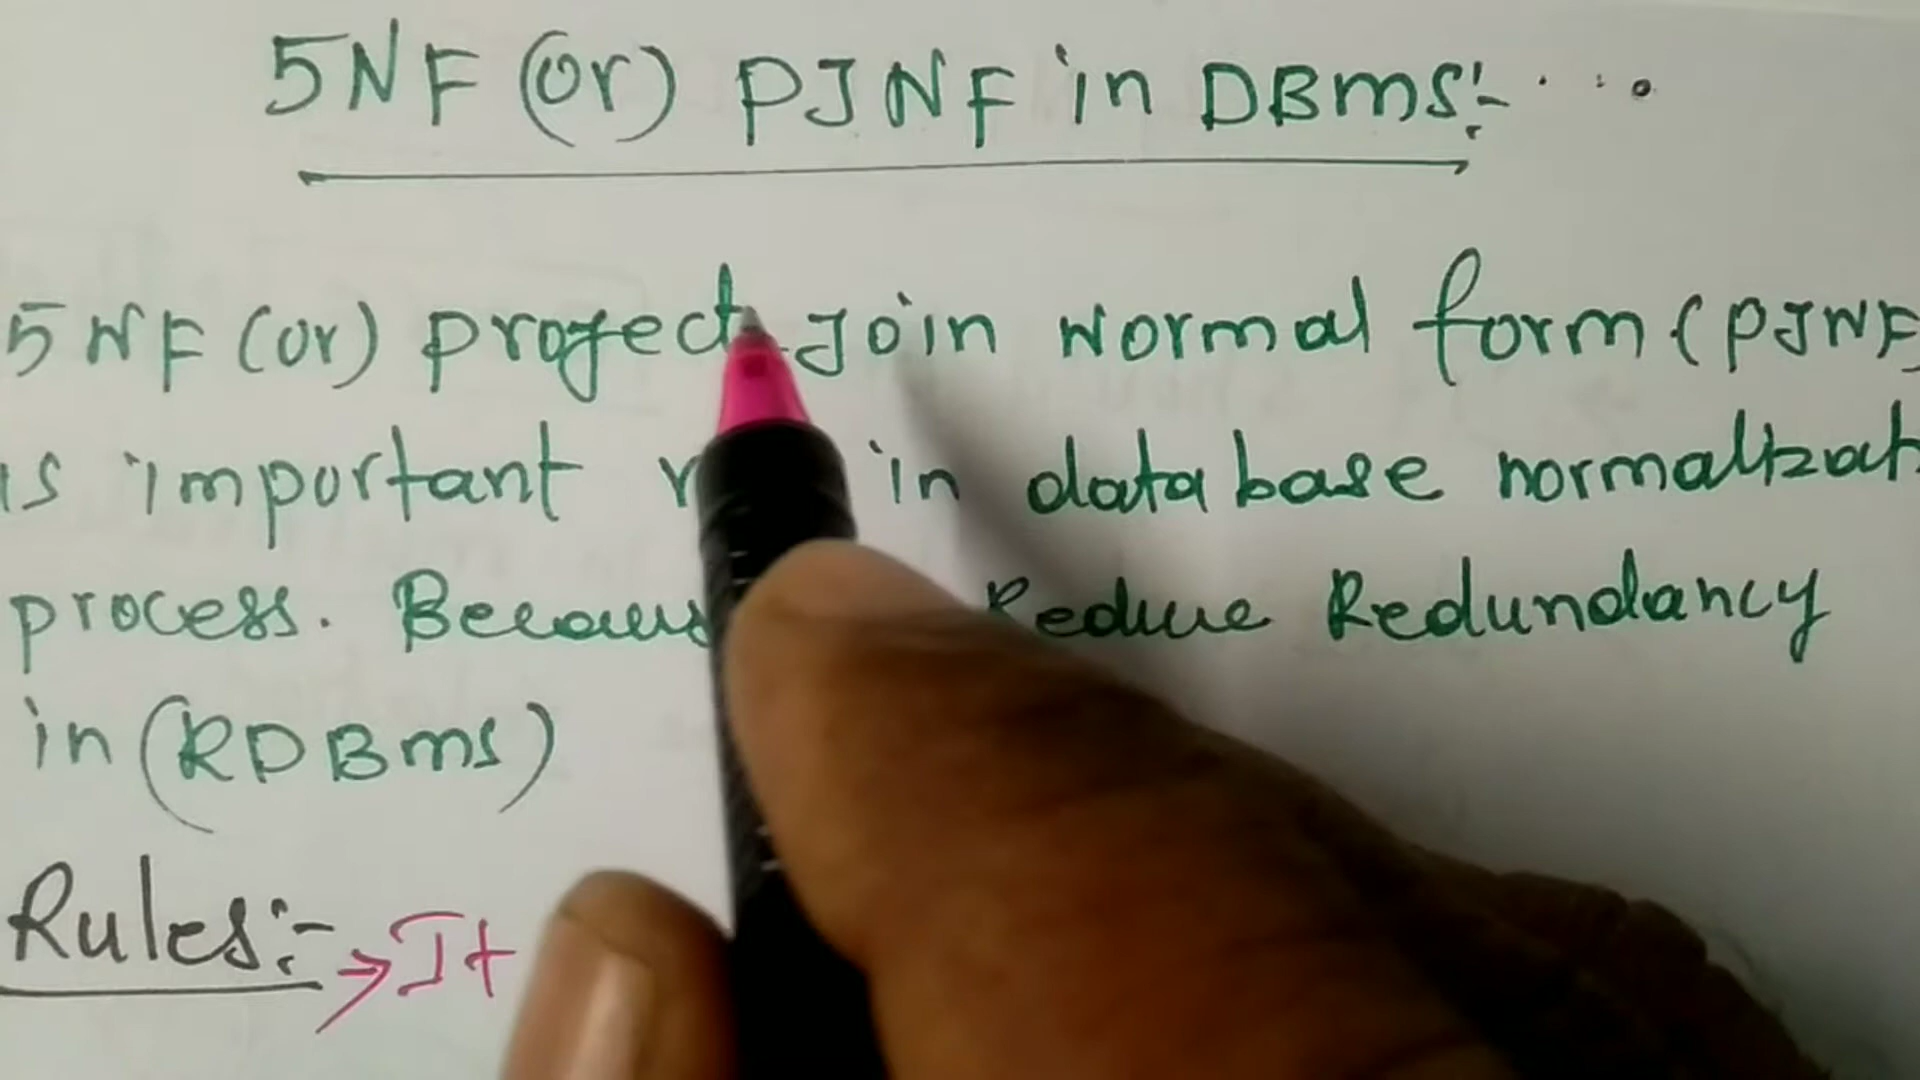 5NF (or) PJNF in DBMS:-
5NF (or) project-Join Normal form (PJNF)
is important in database normalizat
process. Because Reduce Redundancy
in (RDBMS)
Rules:- → It